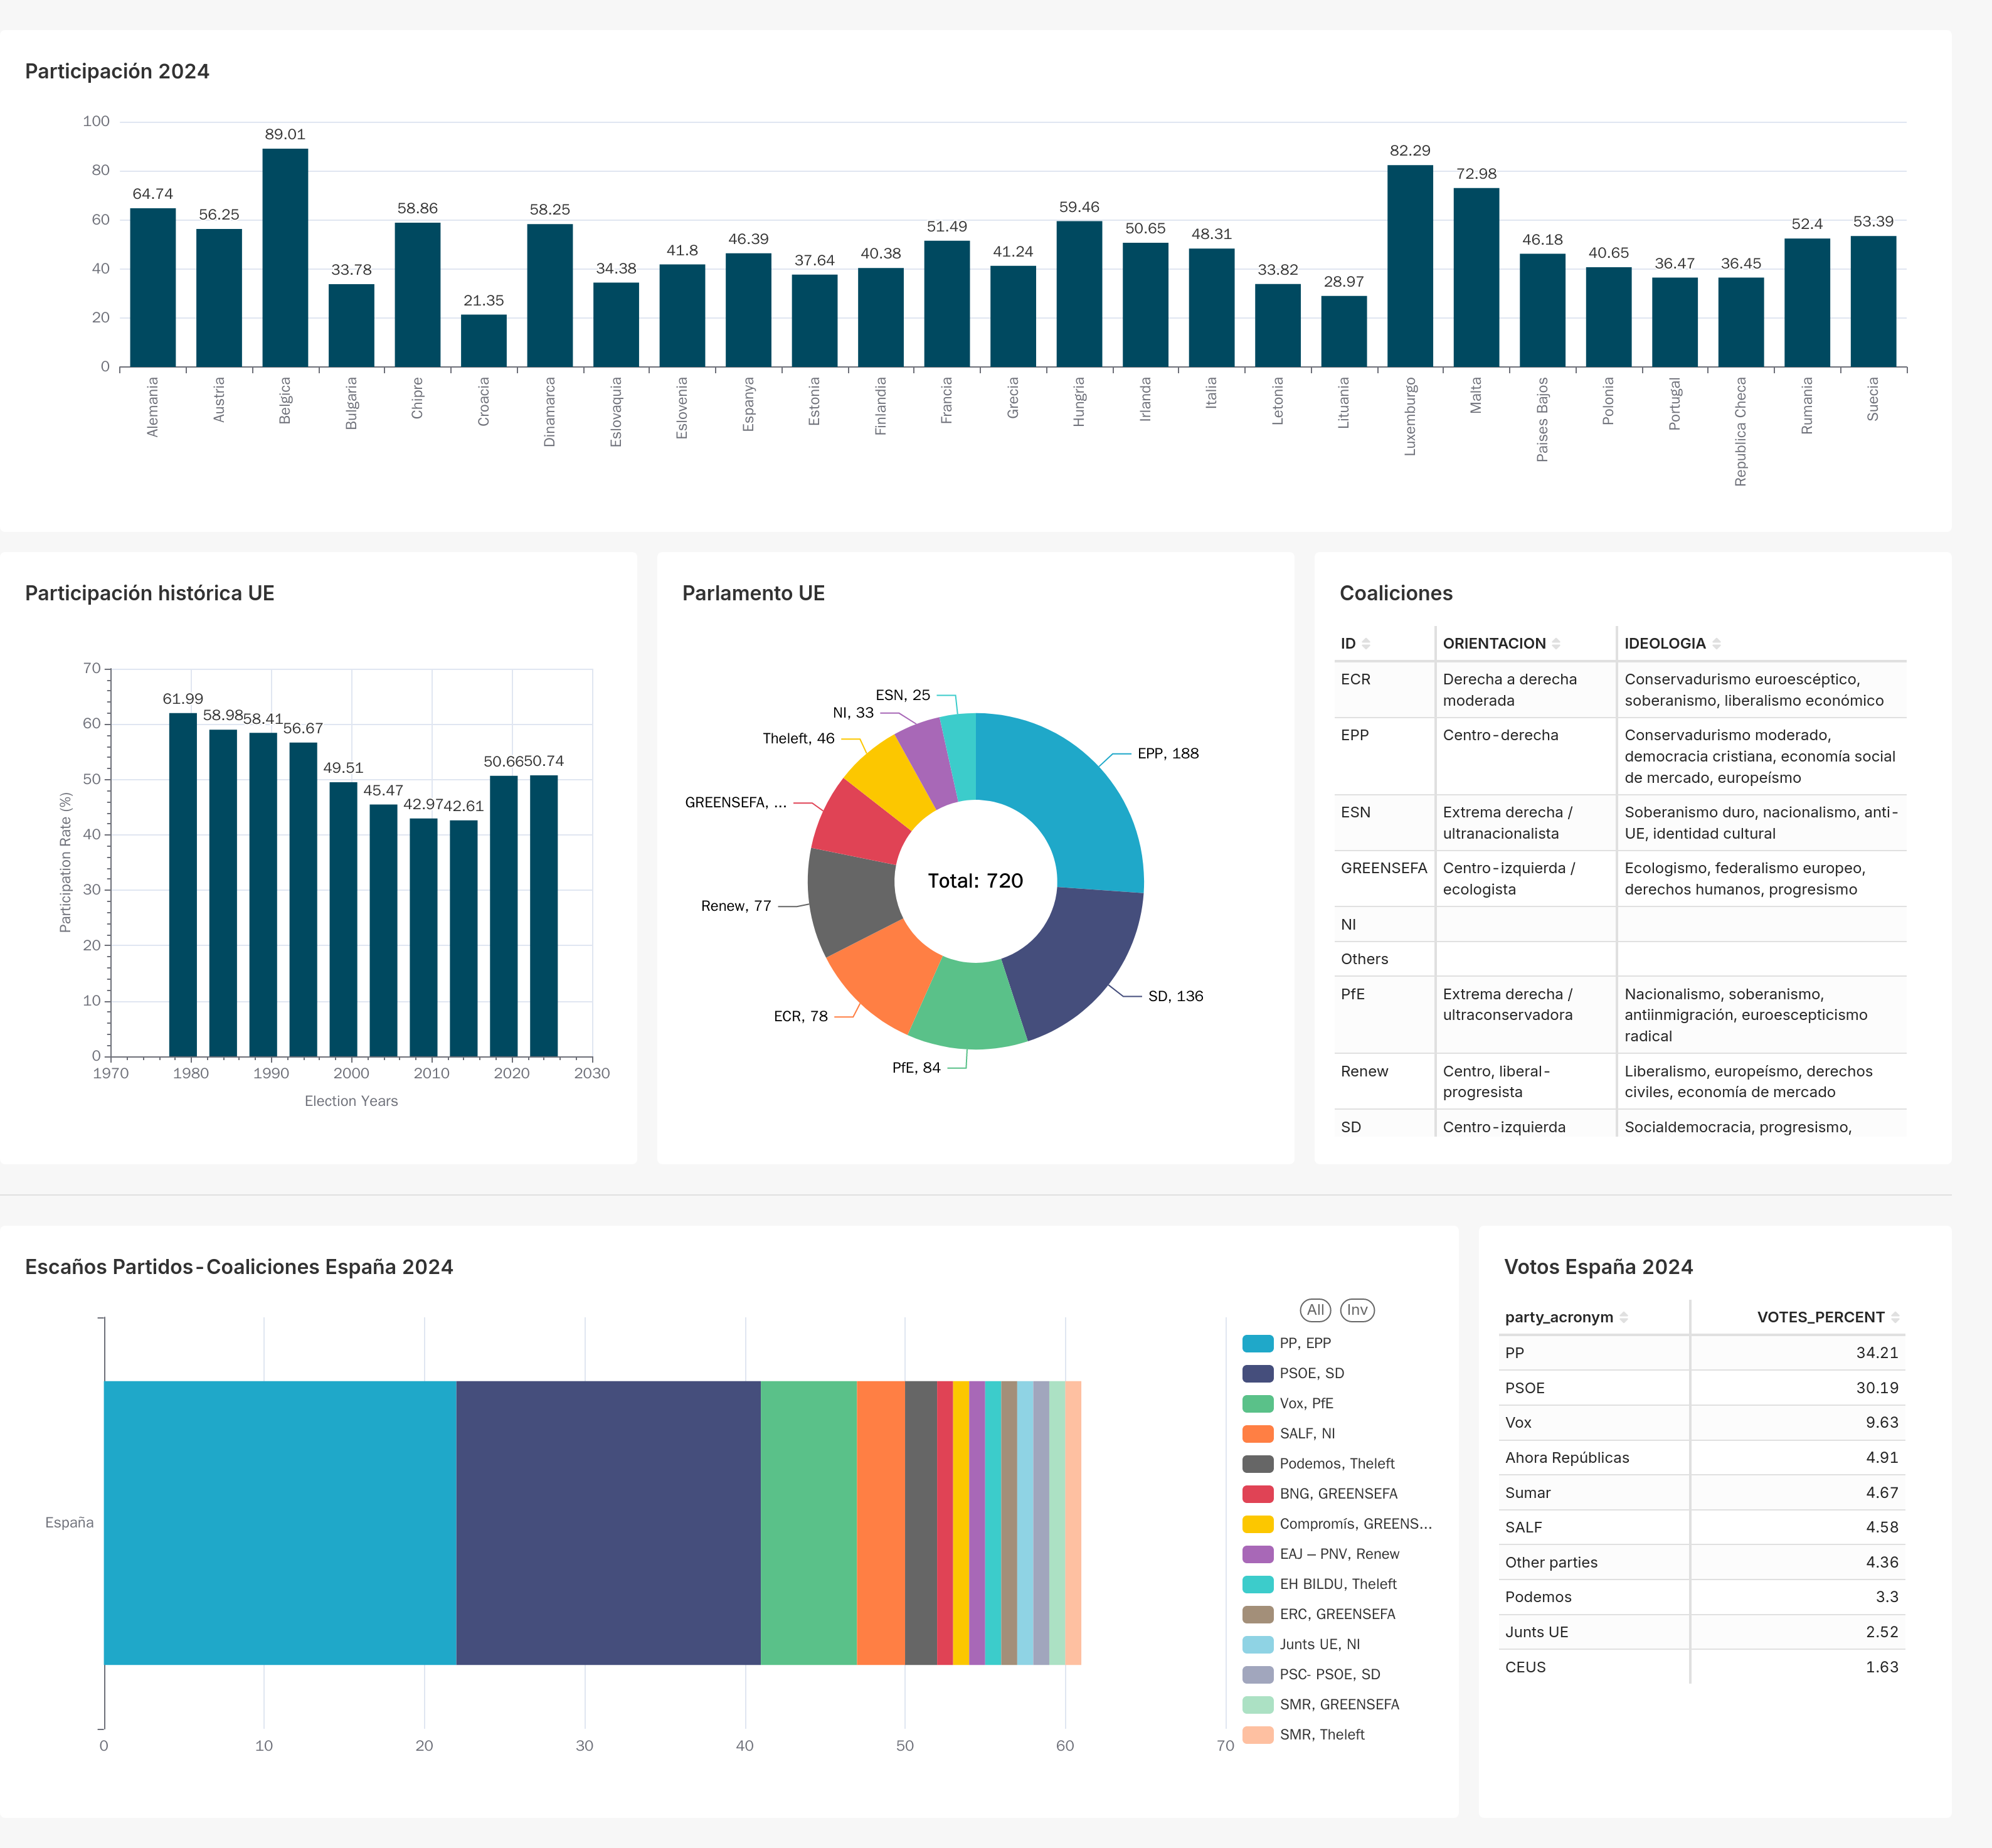 Participación 2024
100
80
60
40
20
0
64.74
56.25
89.01
33.78
58.86
21.35
58.25
34.38
41.8
46.39
37.64
40.38
51.49
41.24
59.46
50.65
48.31
33.82
28.97
82.29
72.98
46.18
40.65
36.47
36.45
52.4
53.39
Alemania
Austria
Belgica
Bulgaria
Chipre
Croacia
Dinamarca
Eslovaquia
Eslovenia
Espanya
Estonia
Finlandia
Francia
Grecia
Hungria
Irlanda
Italia
Letonia
Lituania
Luxemburgo
Malta
Paises Bajos
Polonia
Portugal
Republica Checa
Rumania
Suecia
Participación histórica UE
Participation Rate (%)
70
60
50
40
30
20
10
0
61.99
58.98
58.41
56.67
49.51
45.47
42.97
42.61
50.66
50.74
1970
1980
1990
2000
2010
2020
2030
Election Years
Parlamento UE
ESN, 25
NI, 33
Theleft, 46
GREENSEFA, ...
Renew, 77
ECR, 78
PfE, 84
SD, 136
EPP, 188
Total: 720
Coaliciones
ID ORIENTACION IDEOLOGIA
ECR Derecha a derecha Conservadurismo euroescéptico,
moderada soberanismo, liberalismo económico
EPP Centro-derecha Conservadurismo moderado,
democracia cristiana, economía social
de mercado, europeísmo
ESN Extrema derecha / Soberanismo duro, nacionalismo, anti-
ultranacionalista UE, identidad cultural
GREENSEFA Centro-izquierda / Ecologismo, federalismo europeo,
ecologista derechos humanos, progresismo
NI
Others
PfE Extrema derecha / Nacionalismo, soberanismo,
ultraconservadora antiinmigración, euroescepticismo
radical
Renew Centro, liberal- Liberalismo, europeísmo, derechos
progresista civiles, economía de mercado
SD Centro-izquierda Socialdemocracia, progresismo,
Escaños Partidos-Coaliciones España 2024
España
0
10
20
30
40
50
60
70
All Inv
PP, EPP
PSOE, SD
Vox, PfE
SALF, NI
Podemos, Theleft
BNG, GREENSEFA
Compromís, GREENS...
EAJ – PNV, Renew
EH BILDU, Theleft
ERC, GREENSEFA
Junts UE, NI
PSC- PSOE, SD
SMR, GREENSEFA
SMR, Theleft
Votos España 2024
party_acronym VOTES_PERCENT
PP 34.21
PSOE 30.19
Vox 9.63
Ahora Repúblicas 4.91
Sumar 4.67
SALF 4.58
Other parties 4.36
Podemos 3.3
Junts UE 2.52
CEUS 1.63